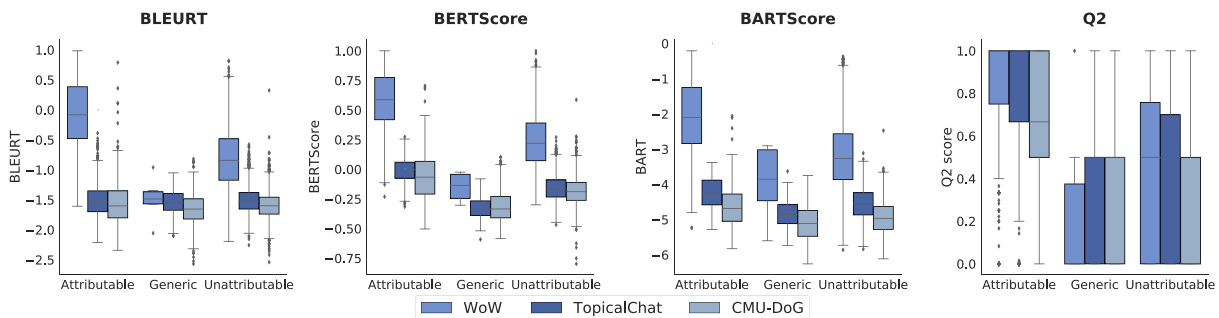 BLEURT
BERTScore
BARTScore
Q2
1.0
0.5
0.0
−0.5
−1.0
−1.5
−2.0
−2.5
BLEURT
Attributable
Generic
Unattributable
1.00
0.75
0.50
0.25
0.00
−0.25
−0.50
−0.75
BERTScore
Attributable
Generic
Unattributable
0
−1
−2
−3
−4
−5
−6
BART
Attributable
Generic
Unattributable
1.0
0.8
0.6
0.4
0.2
0.0
Q2 score
Attributable
Generic
Unattributable
WoW
TopicalChat
CMU-DoG